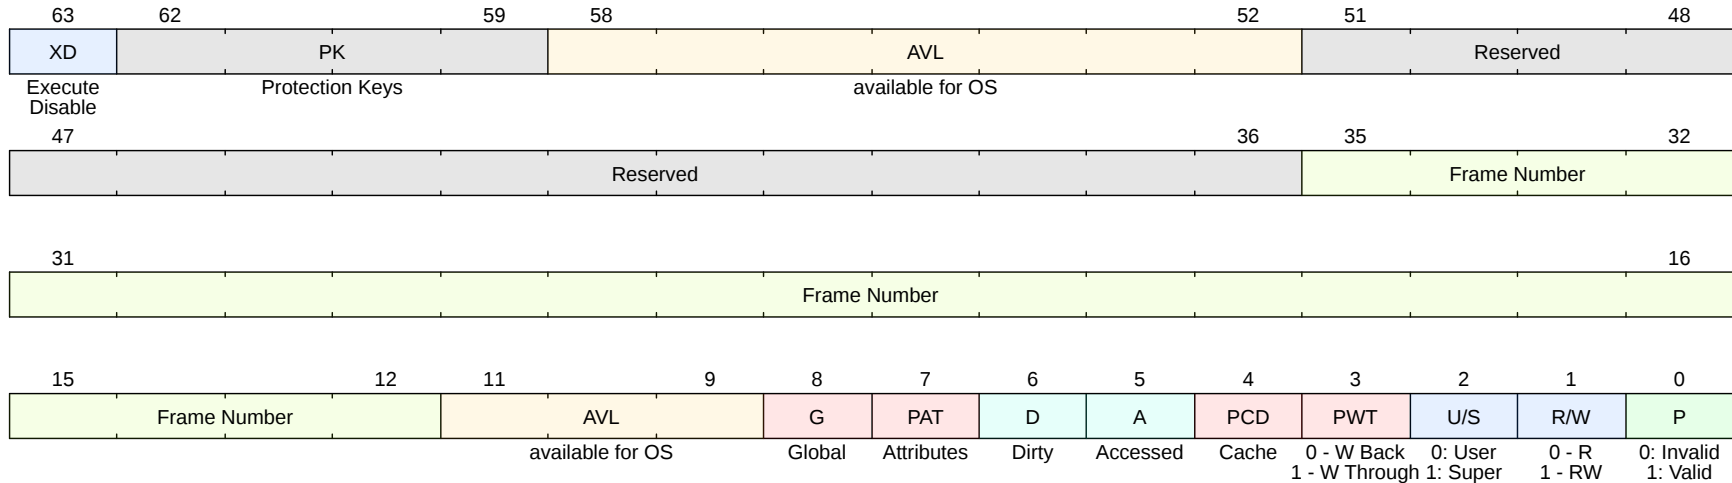 63 62 59 58 52 51 48
XD PK AVL Reserved
Execute Protection Keys available for OS
Disable
47 36 35 32
Reserved Frame Number
31 16
Frame Number
15 12 11 9 8 7 6 5 4 3 2 1 0
Frame Number AVL G PAT D A PCD PWT U/S R/W P
available for OS Global Attributes Dirty Accessed Cache 0 - W Back 0: User 0 - R 0: Invalid
1 - W Through 1: Super 1 - RW 1: Valid